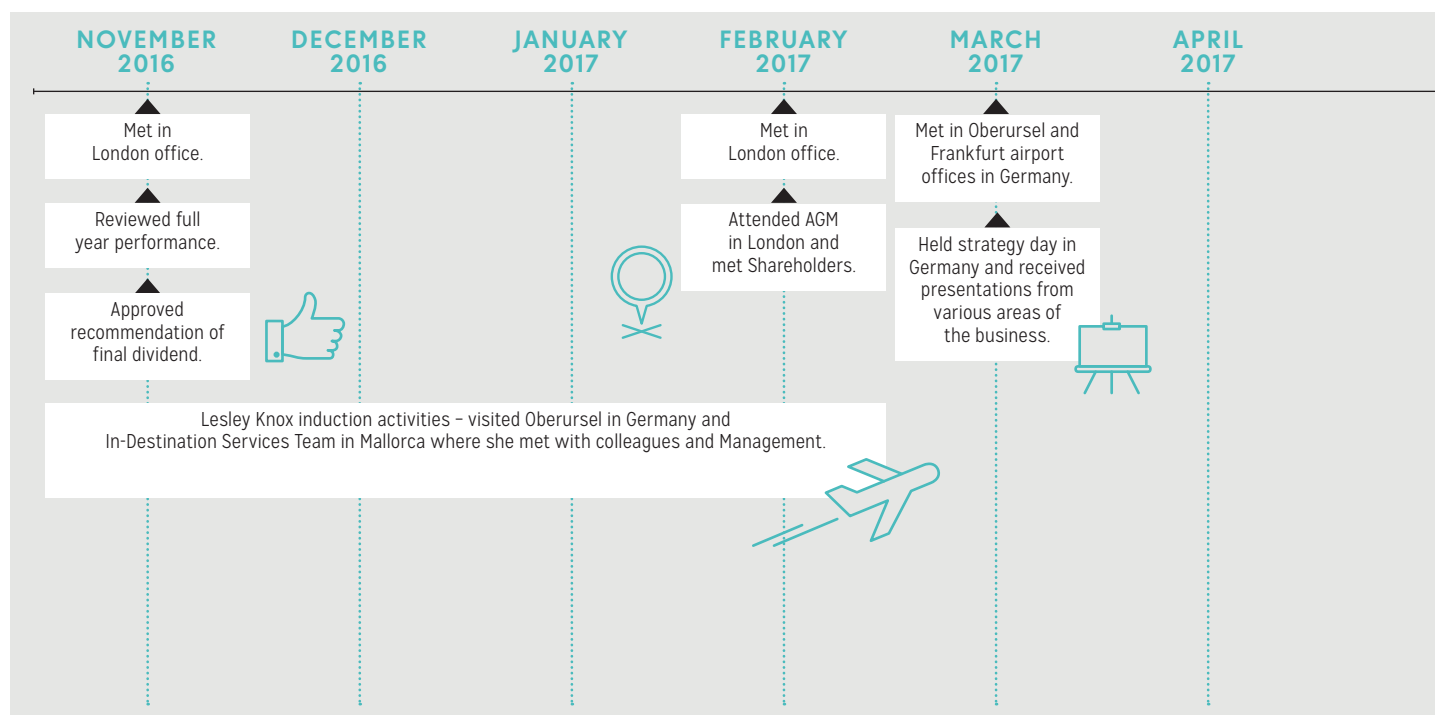 NOVEMBER
2016
DECEMBER
2016
JANUARY
2017
FEBRUARY
2017
MARCH
2017
APRIL
2017
Met in
London office.
Reviewed full
year performance.
Approved
recommendation of
final dividend.
Met in
London office.
Attended AGM
in London and
met Shareholders.
Met in Oberursel and
Frankfurt airport
offices in Germany.
Held strategy day in
Germany and received
presentations from
various areas of
the business.
Lesley Knox induction activities – visited Oberursel in Germany and
In-Destination Services Team in Mallorca where she met with colleagues and Management.